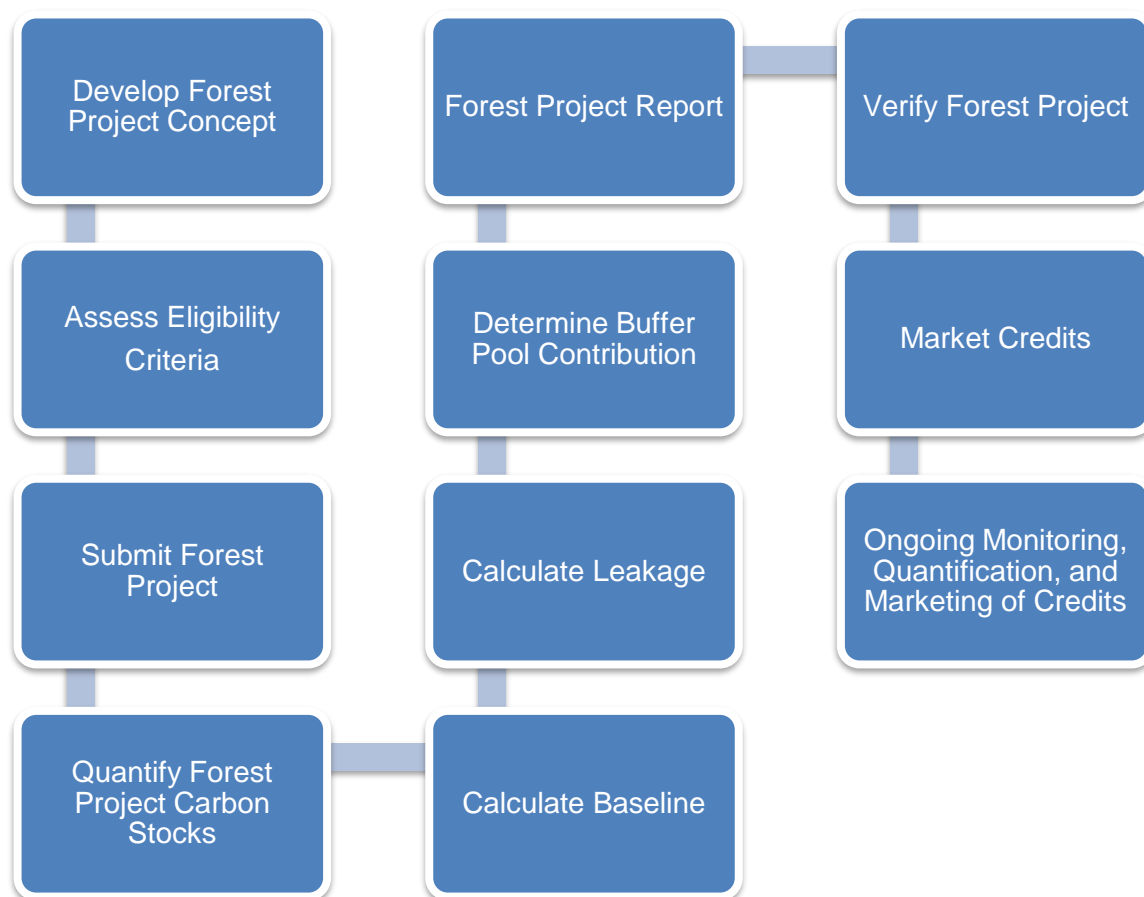 Develop Forest
Project Concept
Assess Eligibility
Criteria
Submit Forest
Project
Quantify Forest
Project Carbon
Stocks
Calculate Baseline
Calculate Leakage
Determine Buffer
Pool Contribution
Forest Project Report
Verify Forest Project
Market Credits
Ongoing Monitoring,
Quantification, and
Marketing of Credits